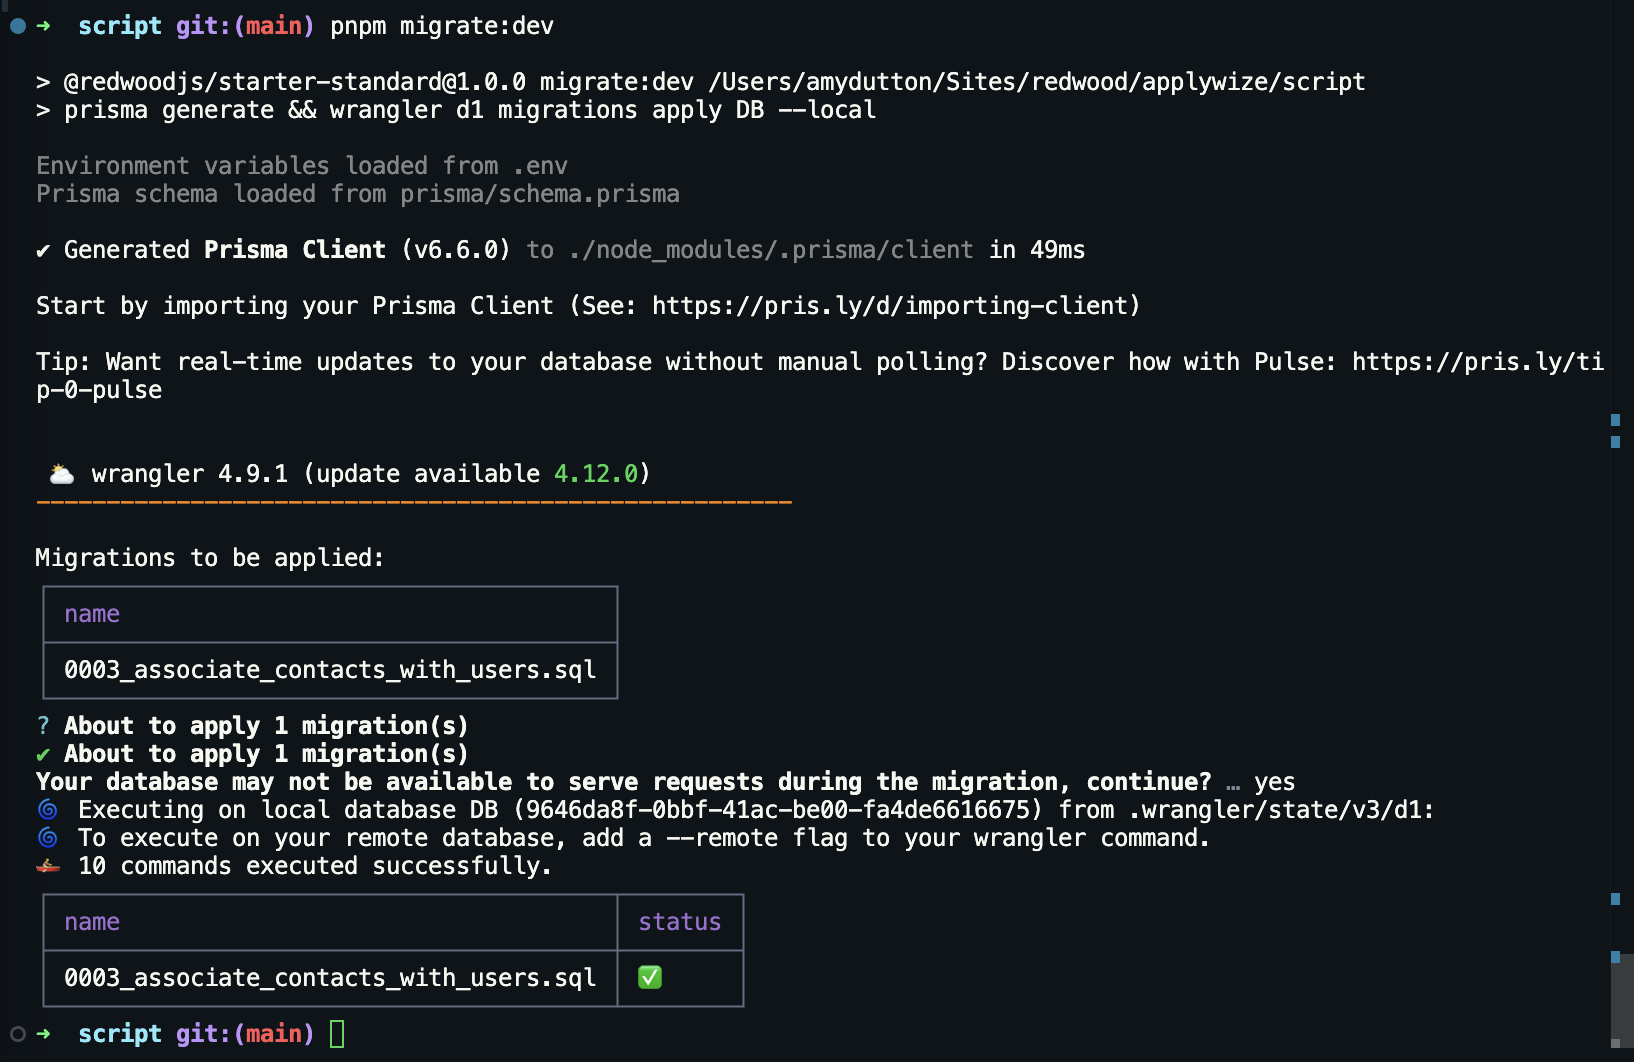 ➜  script git:(main) pnpm migrate:dev
> @redwoodjs/starter-standard@1.0.0 migrate:dev /Users/amydutton/Sites/redwood/applywize/script
> prisma generate && wrangler d1 migrations apply DB --local
Environment variables loaded from .env
Prisma schema loaded from prisma/schema.prisma
✔ Generated Prisma Client (v6.6.0) to ./node_modules/.prisma/client in 49ms
Start by importing your Prisma Client (See: https://pris.ly/d/importing-client)
Tip: Want real-time updates to your database without manual polling? Discover how with Pulse: https://pris.ly/ti
p-0-pulse
⛅️ wrangler 4.9.1 (update available 4.12.0)
Migrations to be applied:
name
0003_associate_contacts_with_users.sql
? About to apply 1 migration(s)
✔ About to apply 1 migration(s)
Your database may not be available to serve requests during the migration, continue? … yes
🌀 Executing on local database DB (9646da8f-0bbf-41ac-be00-fa4de6616675) from .wrangler/state/v3/d1:
🌀 To execute on your remote database, add a --remote flag to your wrangler command.
🚣 10 commands executed successfully.
name status
0003_associate_contacts_with_users.sql ✅
➜  script git:(main)